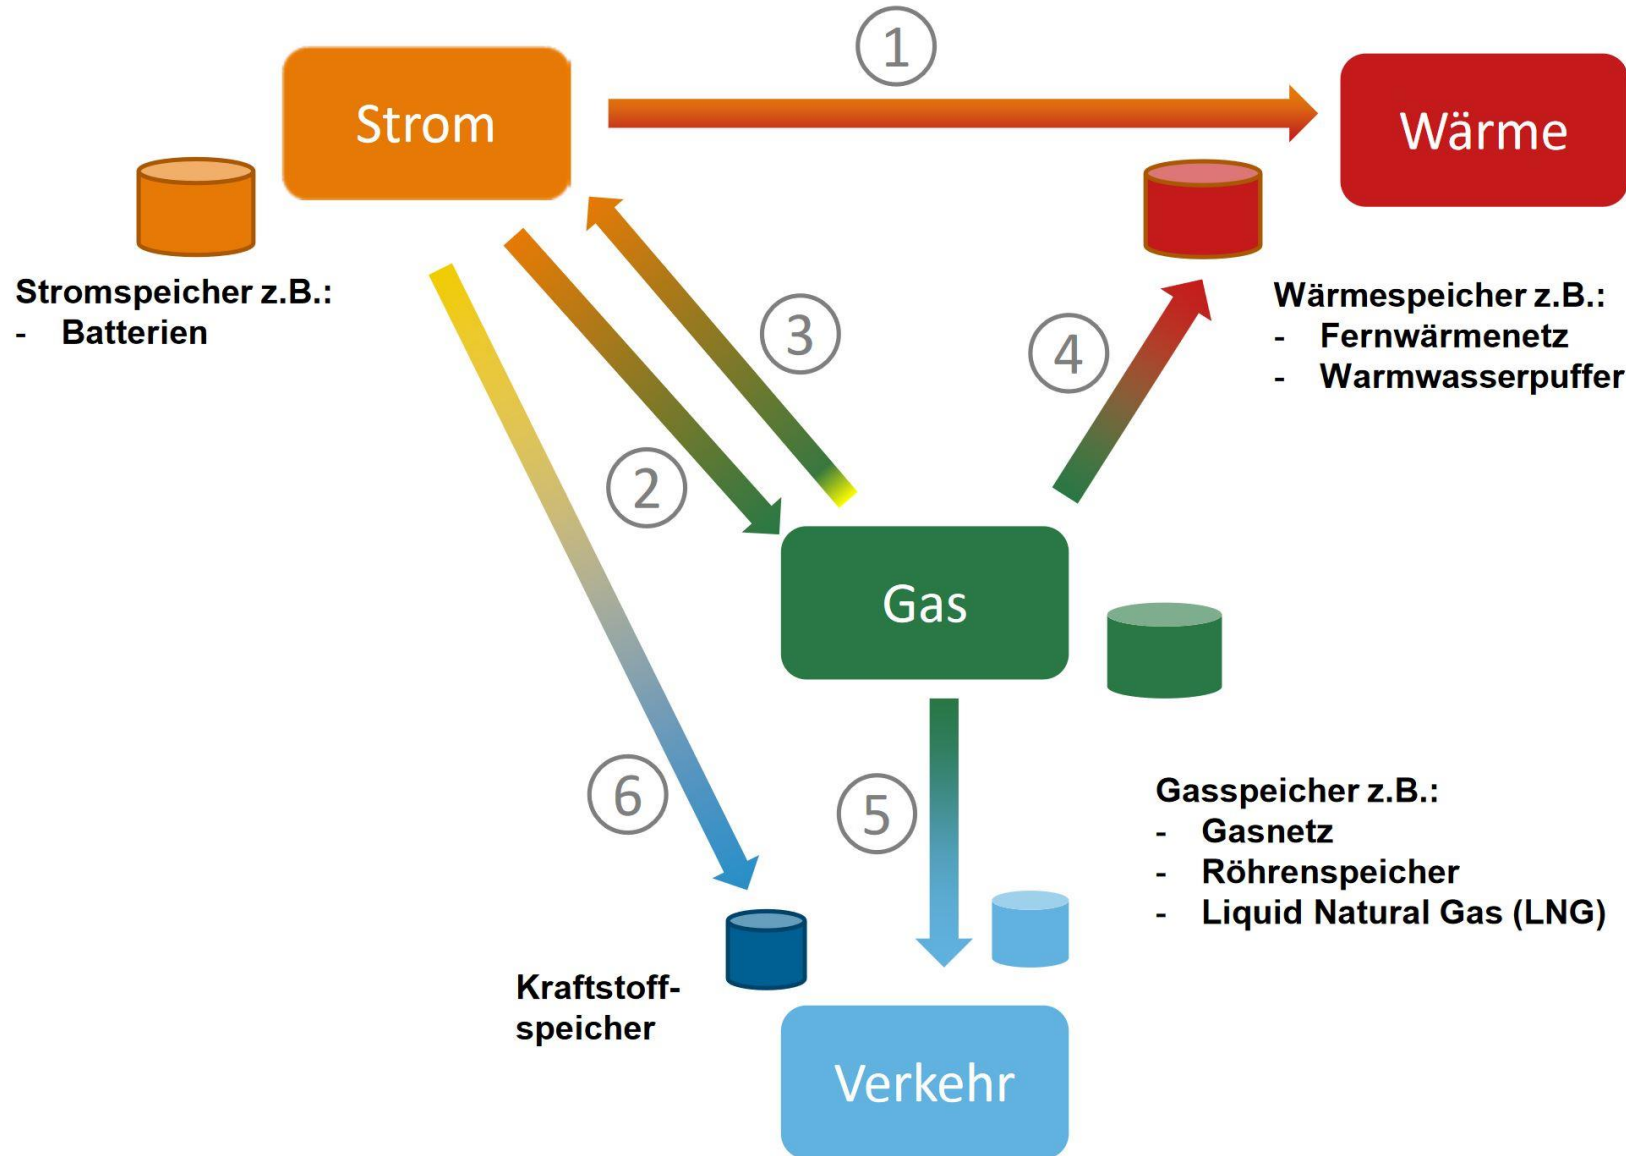 1
Strom
Wärme
Stromspeicher z.B.:
- Batterien
3
4
Wärmespeicher z.B.:
- Fernwärmenetz
- Warmwasserpuffer
2
Gas
6
5
Gasspeicher z.B.:
- Gasnetz
- Röhrenspeicher
- Liquid Natural Gas (LNG)
Kraftstoff-
speicher
Verkehr